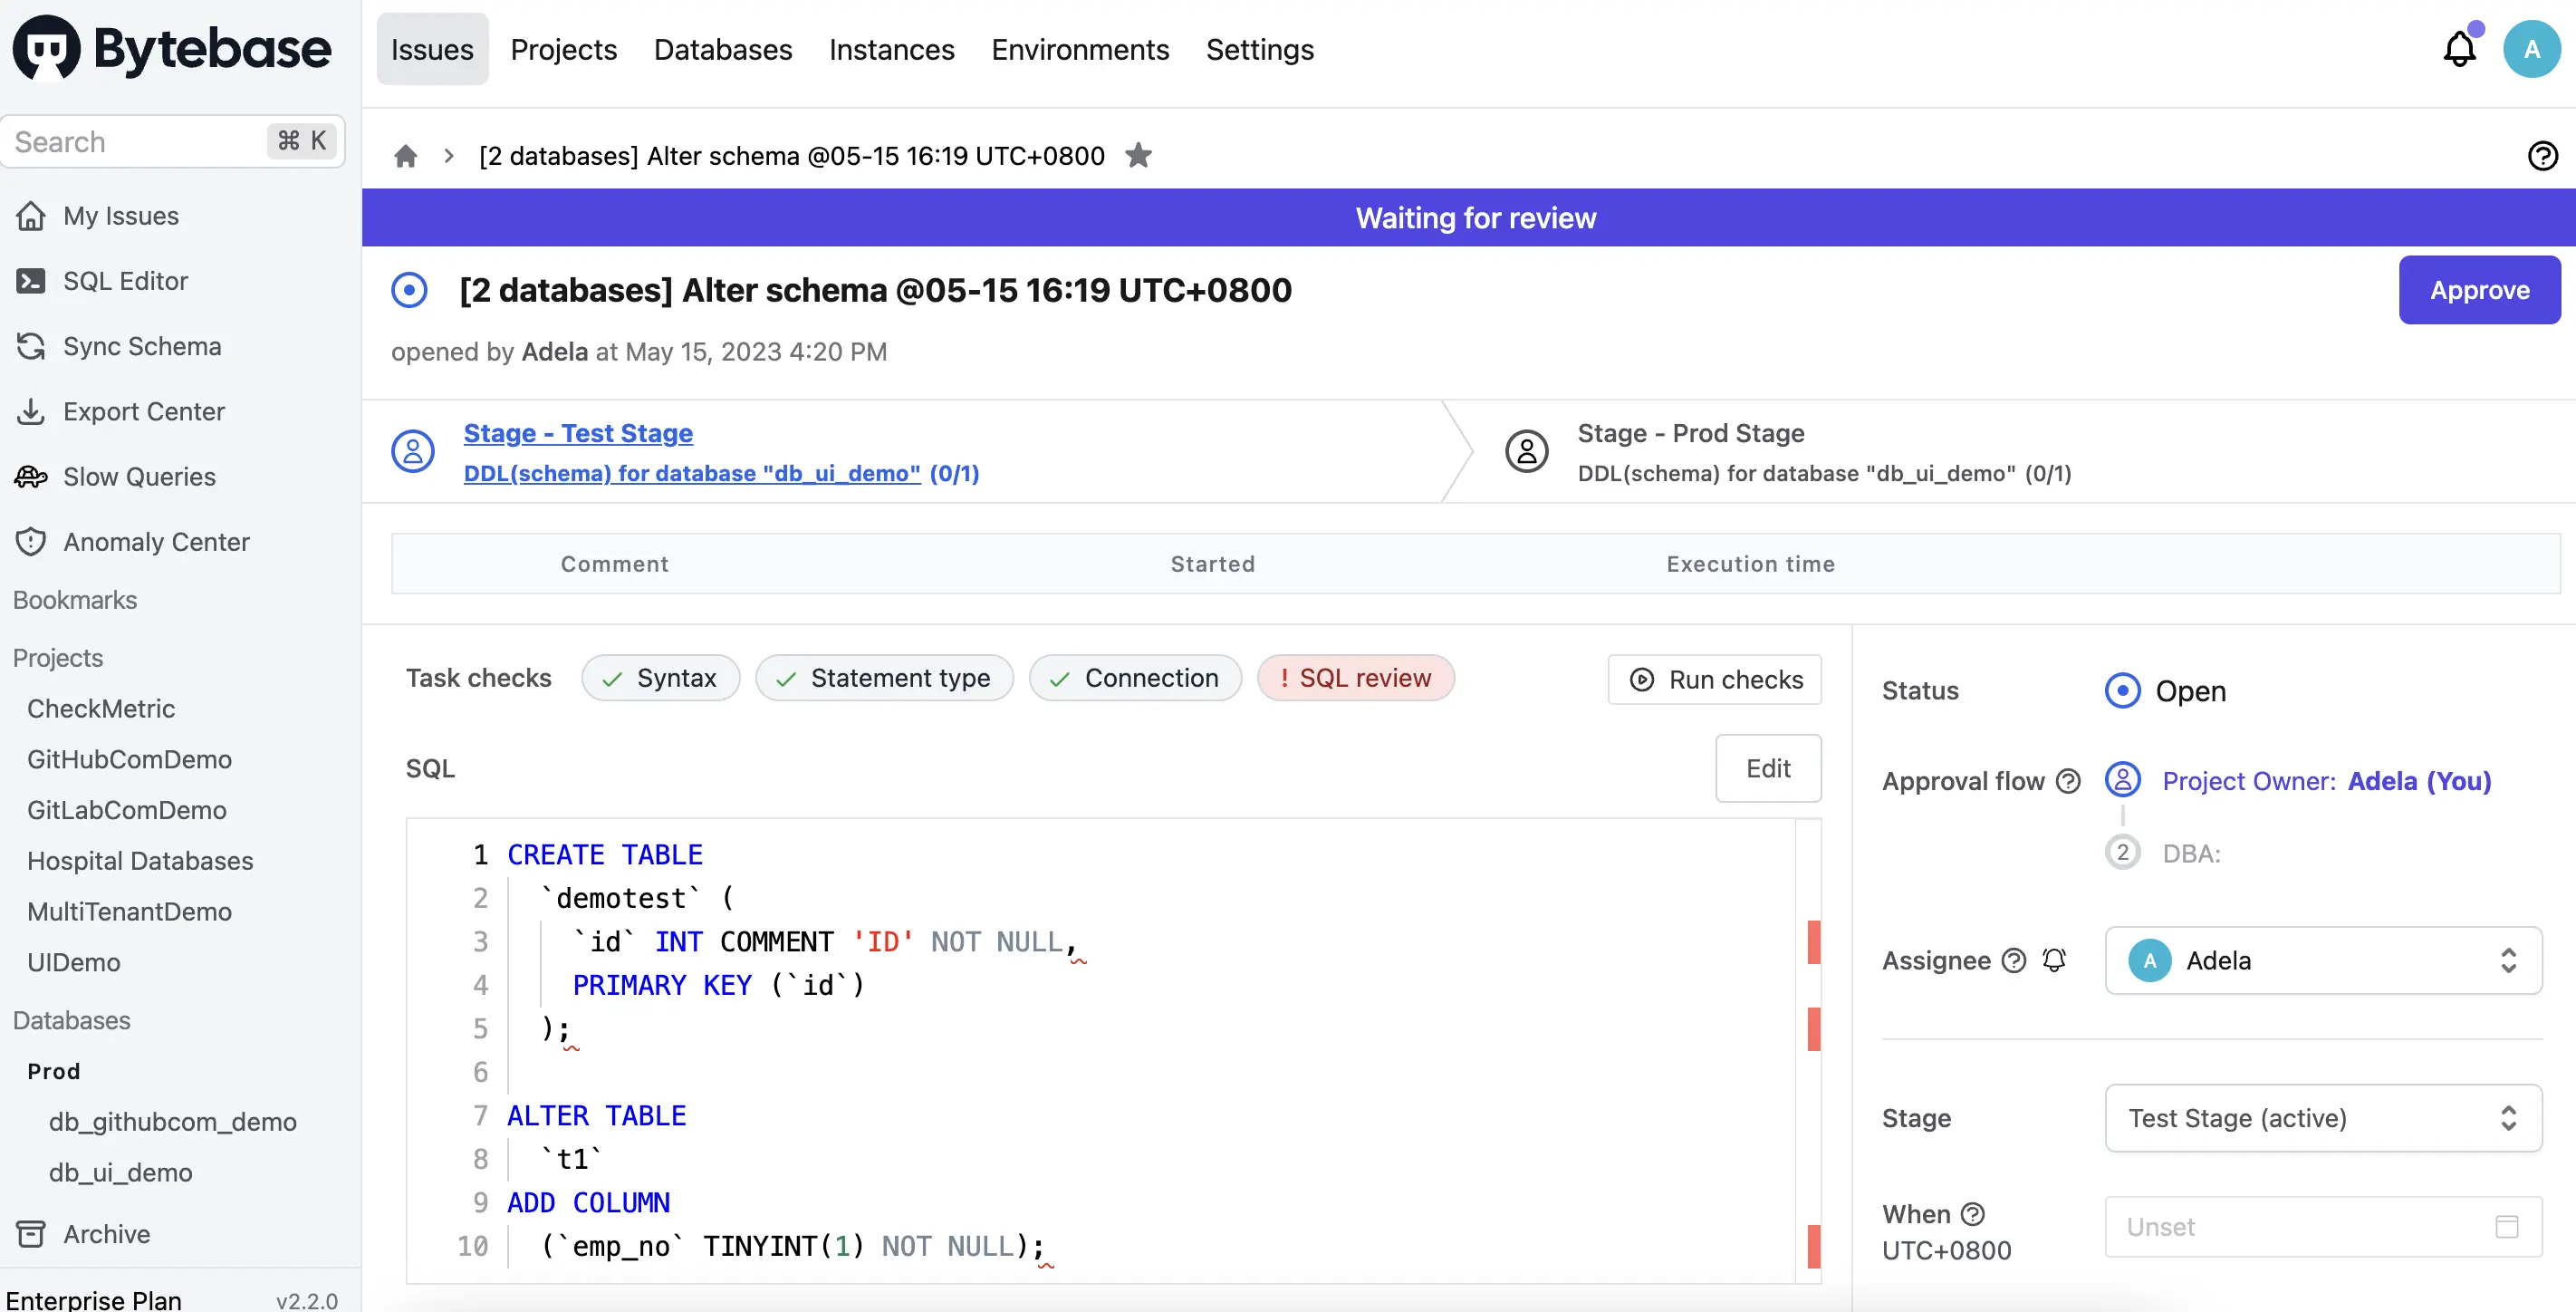 Bytebase
Issues Projects Databases Instances Environments Settings
A
Search ⌘ K
[2 databases] Alter schema @05-15 16:19 UTC+0800
Waiting for review
My Issues
SQL Editor
Sync Schema
Export Center
Slow Queries
Anomaly Center
Bookmarks
Projects
CheckMetric
GitHubComDemo
GitLabComDemo
Hospital Databases
MultiTenantDemo
UIDemo
Databases
Prod
db_githubcom_demo
db_ui_demo
Archive
Enterprise Plan v2.2.0
[2 databases] Alter schema @05-15 16:19 UTC+0800
Approve
opened by Adela at May 15, 2023 4:20 PM
Stage - Test Stage
DDL(schema) for database "db_ui_demo" (0/1)
Stage - Prod Stage
DDL(schema) for database "db_ui_demo" (0/1)
Comment Started Execution time
Task checks Syntax Statement type Connection ! SQL review Run checks
SQL Edit
1 CREATE TABLE
2 `demotest` (
3 `id` INT COMMENT 'ID' NOT NULL,
4 PRIMARY KEY (`id`)
5 );
6
7 ALTER TABLE
8 `t1`
9 ADD COLUMN
10 (`emp_no` TINYINT(1) NOT NULL);
Status Open
Approval flow ? Project Owner: Adela (You)
2 DBA:
Assignee ? A Adela
Stage Test Stage (active)
When ? Unset
UTC+0800